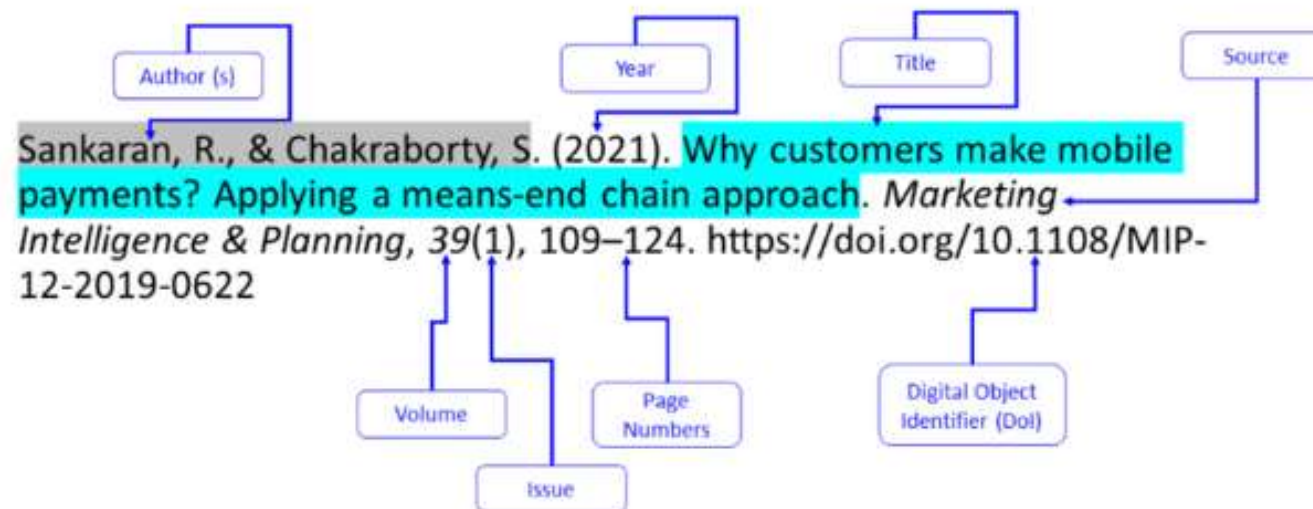 Author (s)
Year
Title
Source
Sankaran, R., & Chakraborty, S. (2021). Why customers make mobile
payments? Applying a means-end chain approach. Marketing
Intelligence & Planning, 39(1), 109–124. https://doi.org/10.1108/MIP-
12-2019-0622
Volume
Page
Numbers
Digital Object
Identifier (DoI)
Issue